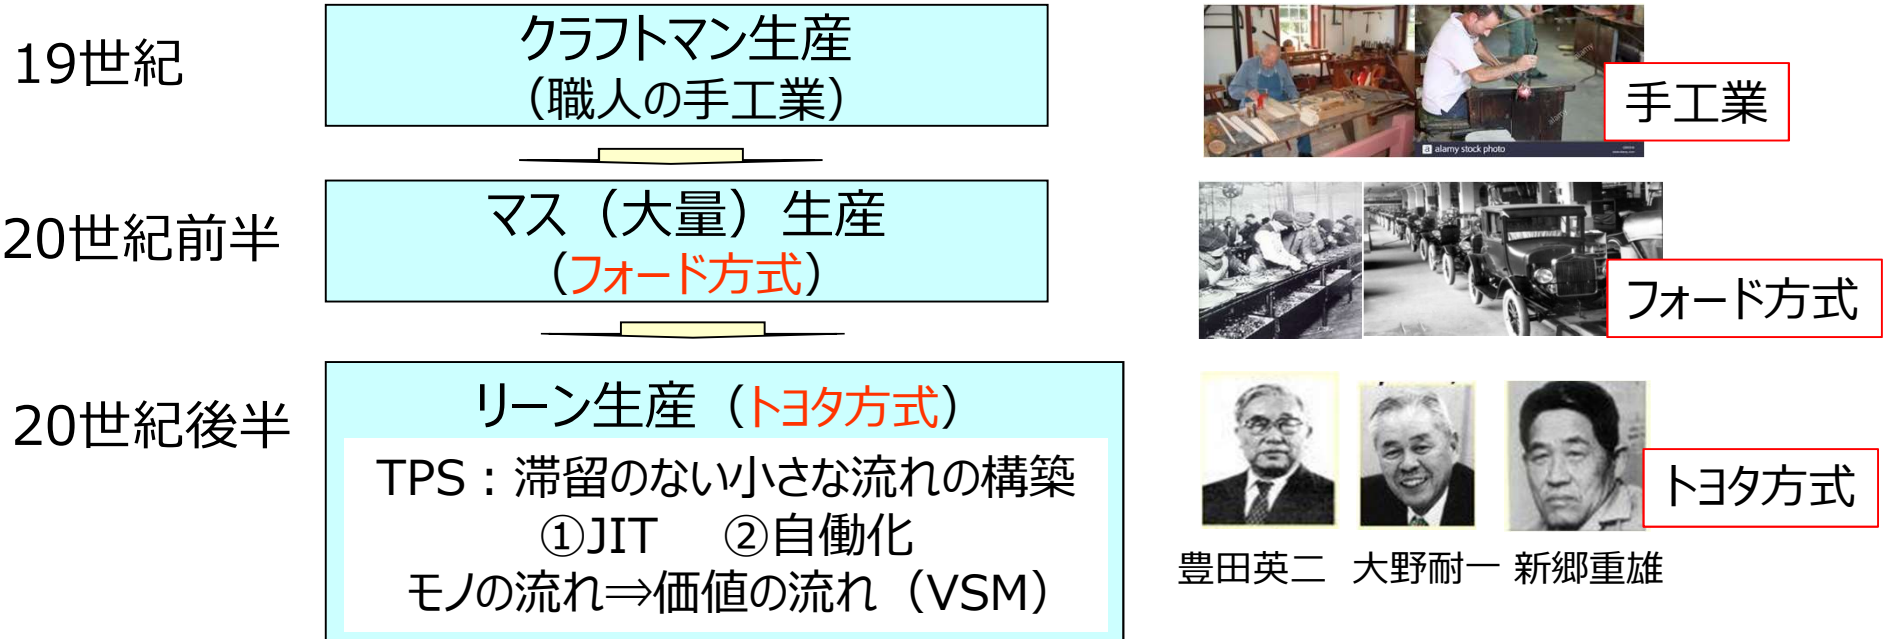 19世紀
クラフトマン生産
（職人の手工業）
手工業
alamy
alamy
a alamy stock photo
20世紀前半
マス（大量）生産
（フォード方式）
フォード方式
20世紀後半
リーン生産（トヨタ方式）
TPS：滞留のない小さな流れの構築
①JIT ②自働化
モノの流れ⇒価値の流れ（VSM）
トヨタ方式
豊田英二 大野耐一 新郷重雄